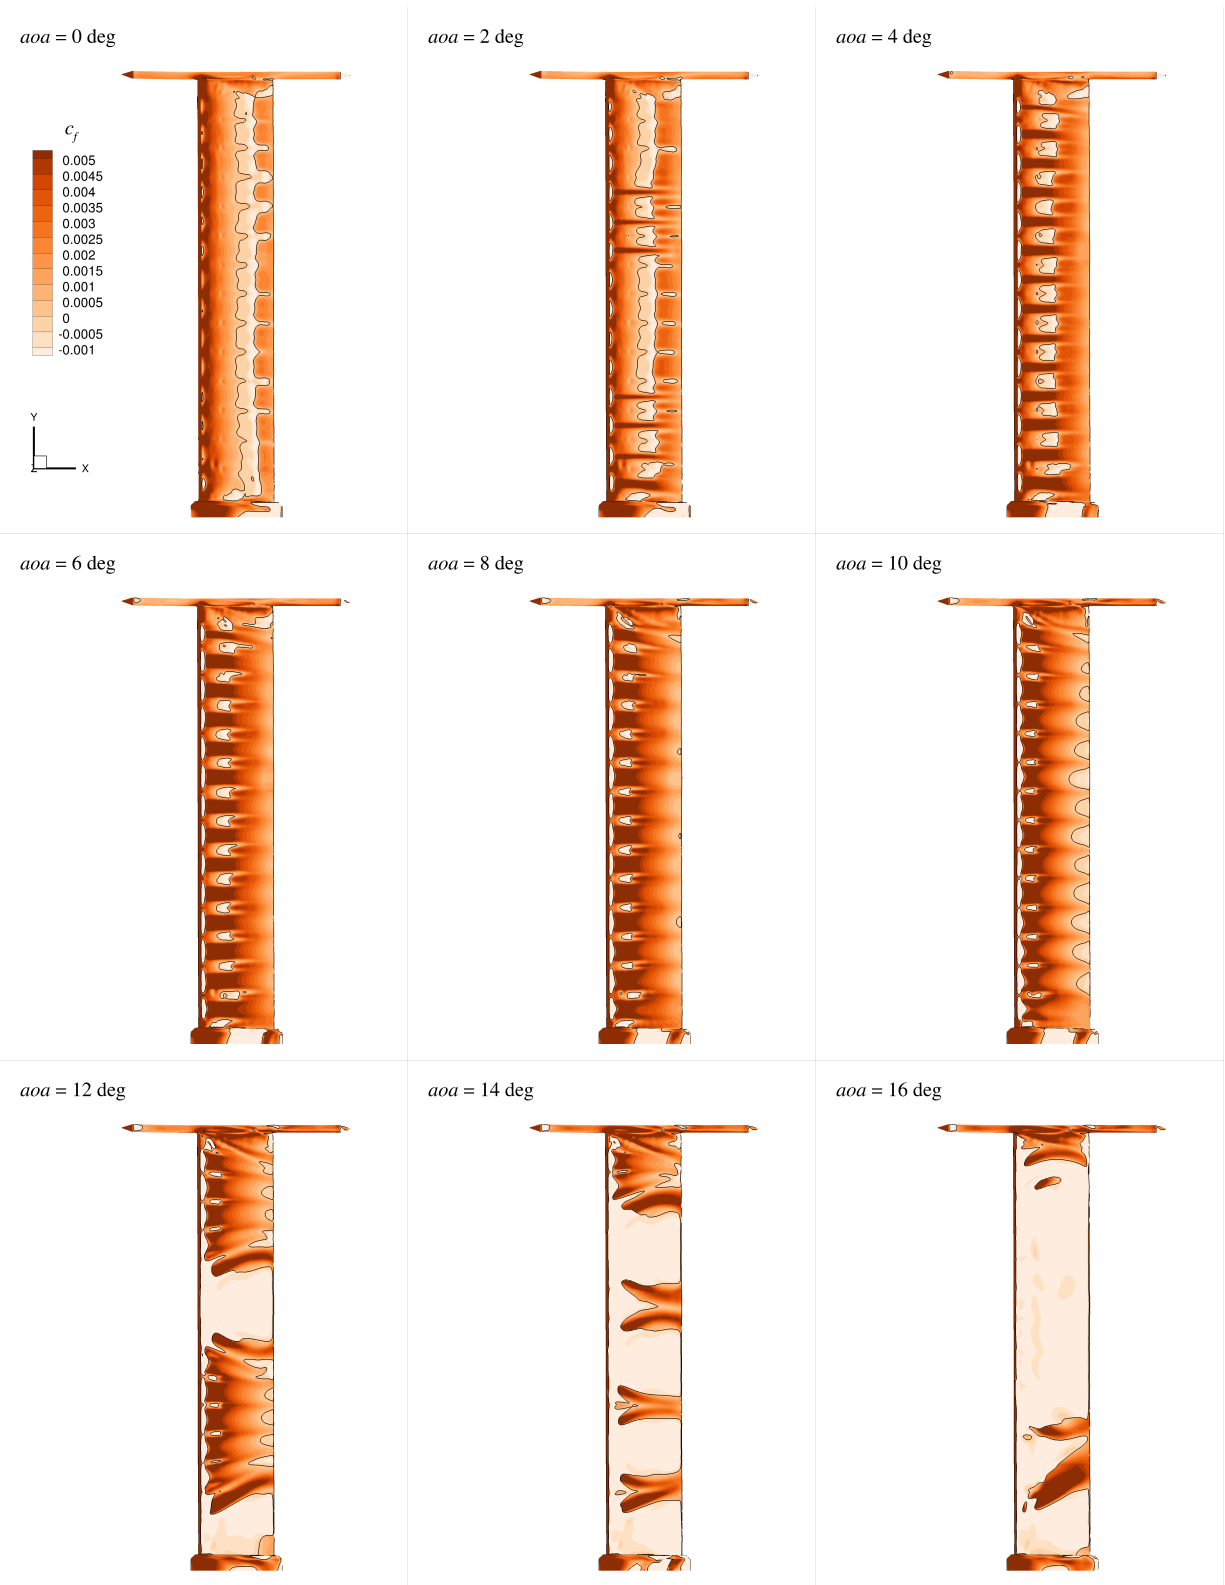 aoa = 0 deg
aoa = 2 deg
aoa = 4 deg
c_f
0.005
0.0045
0.004
0.0035
0.003
0.0025
0.002
0.0015
0.001
0.0005
0
-0.0005
-0.001
Y
Z
X
aoa = 6 deg
aoa = 8 deg
aoa = 10 deg
aoa = 12 deg
aoa = 14 deg
aoa = 16 deg